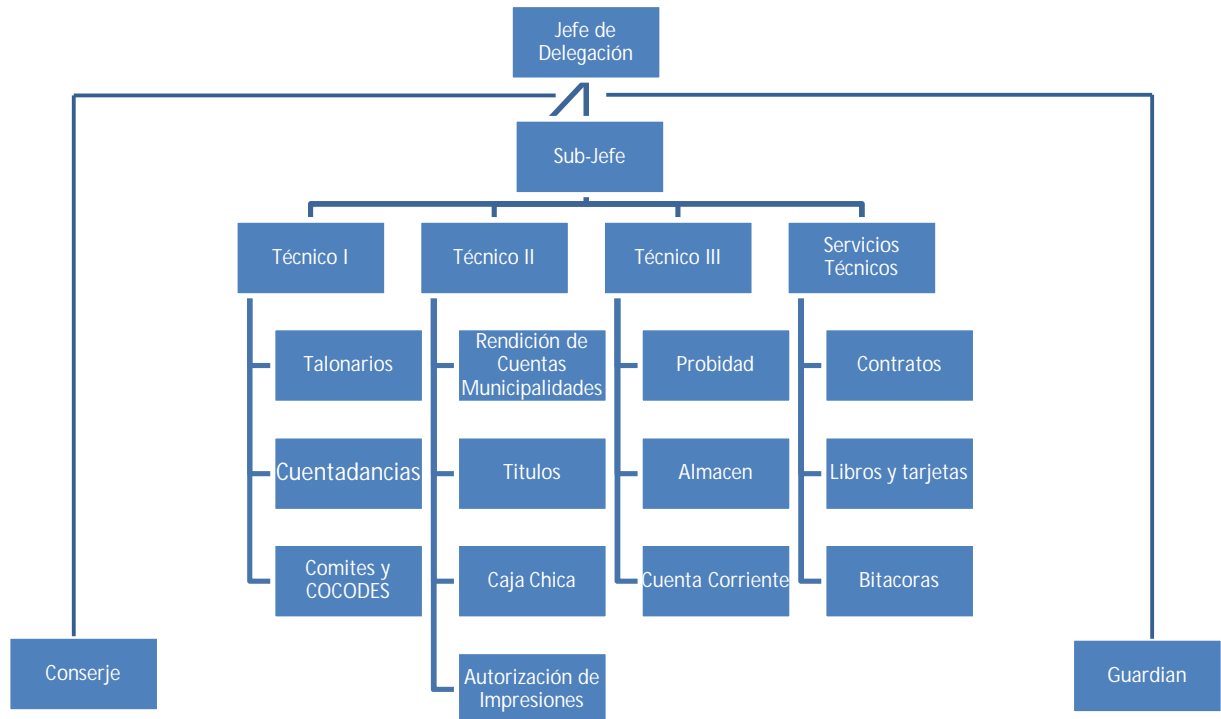 Jefe de
Delegación
Sub-Jefe
Técnico I
Técnico II
Técnico III
Servicios
Técnicos
Talonarios
Rendición de
Cuentas
Municipalidades
Probidad
Contratos
Cuentadancias
Titulos
Almacen
Libros y tarjetas
Comites y
COCODES
Caja Chica
Cuenta Corriente
Bitacoras
Conserje
Autorización de
Impresiones
Guardian